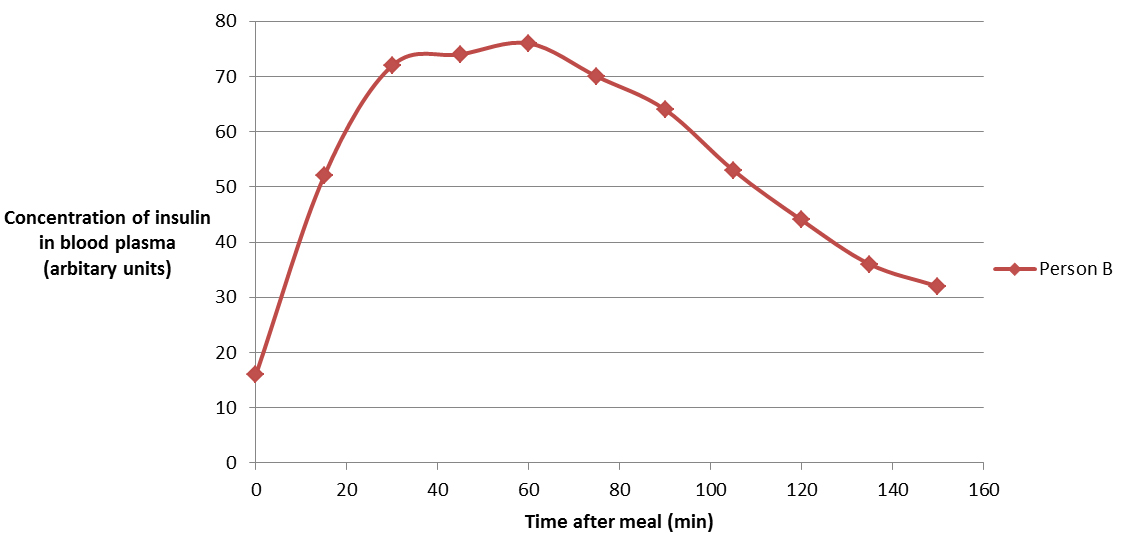 80
70
60
50
40
30
20
10
0
Concentration of insulin
in blood plasma
(arbitary units)
Person B
0 20 40 60 80 100 120 140 160
Time after meal (min)